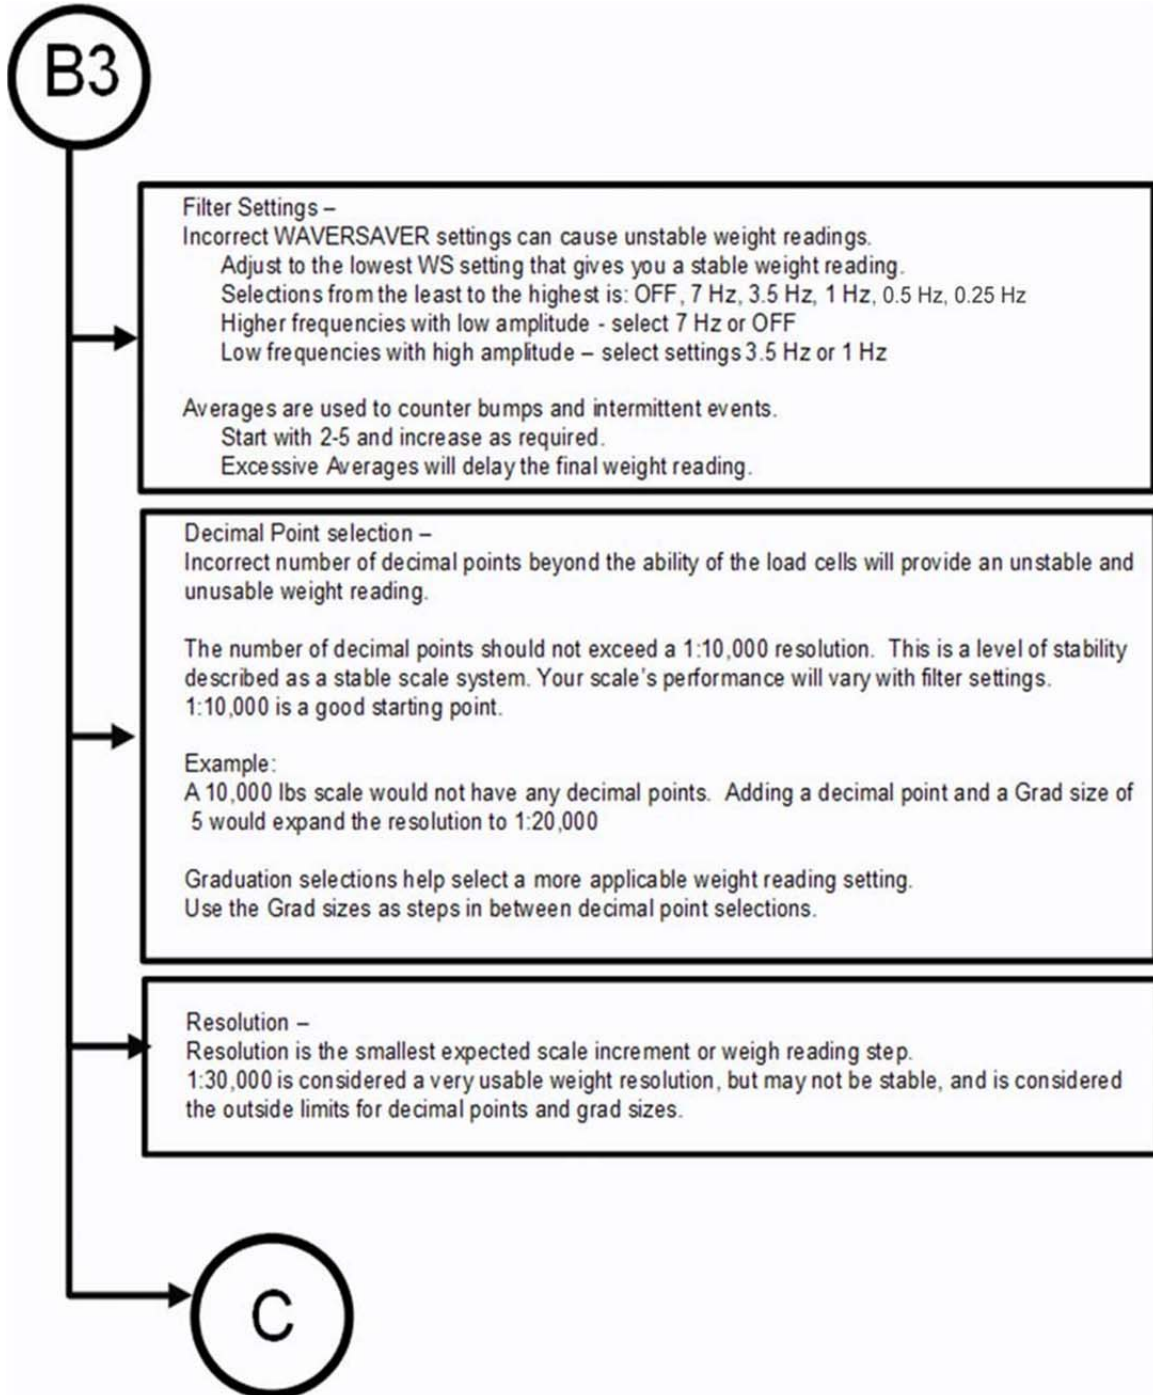 B3
Filter Settings –
Incorrect WAVERSAVER settings can cause unstable weight readings.
Adjust to the lowest WS setting that gives you a stable weight reading.
Selections from the least to the highest is: OFF, 7 Hz, 3.5 Hz, 1 Hz, 0.5 Hz, 0.25 Hz
Higher frequencies with low amplitude - select 7 Hz or OFF
Low frequencies with high amplitude – select settings 3.5 Hz or 1 Hz
Averages are used to counter bumps and intermittent events.
Start with 2-5 and increase as required.
Excessive Averages will delay the final weight reading.
Decimal Point selection –
Incorrect number of decimal points beyond the ability of the load cells will provide an unstable and
unusable weight reading.
The number of decimal points should not exceed a 1:10,000 resolution. This is a level of stability
described as a stable scale system. Your scale's performance will vary with filter settings.
1:10,000 is a good starting point.
Example:
A 10,000 lbs scale would not have any decimal points. Adding a decimal point and a Grad size of
5 would expand the resolution to 1:20,000
Graduation selections help select a more applicable weight reading setting.
Use the Grad sizes as steps in between decimal point selections.
Resolution –
Resolution is the smallest expected scale increment or weigh reading step.
1:30,000 is considered a very usable weight resolution, but may not be stable, and is considered
the outside limits for decimal points and grad sizes.
C